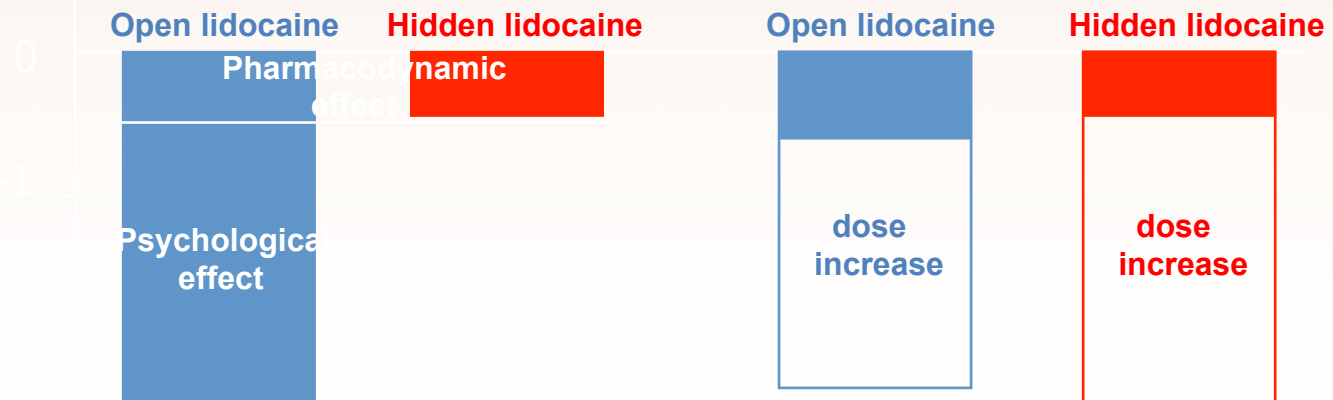 Open lidocaine
Hidden lidocaine
Open lidocaine
Hidden lidocaine
0
Pharmacodynamic
effect
-1
Psychological
effect
dose
increase
dose
increase